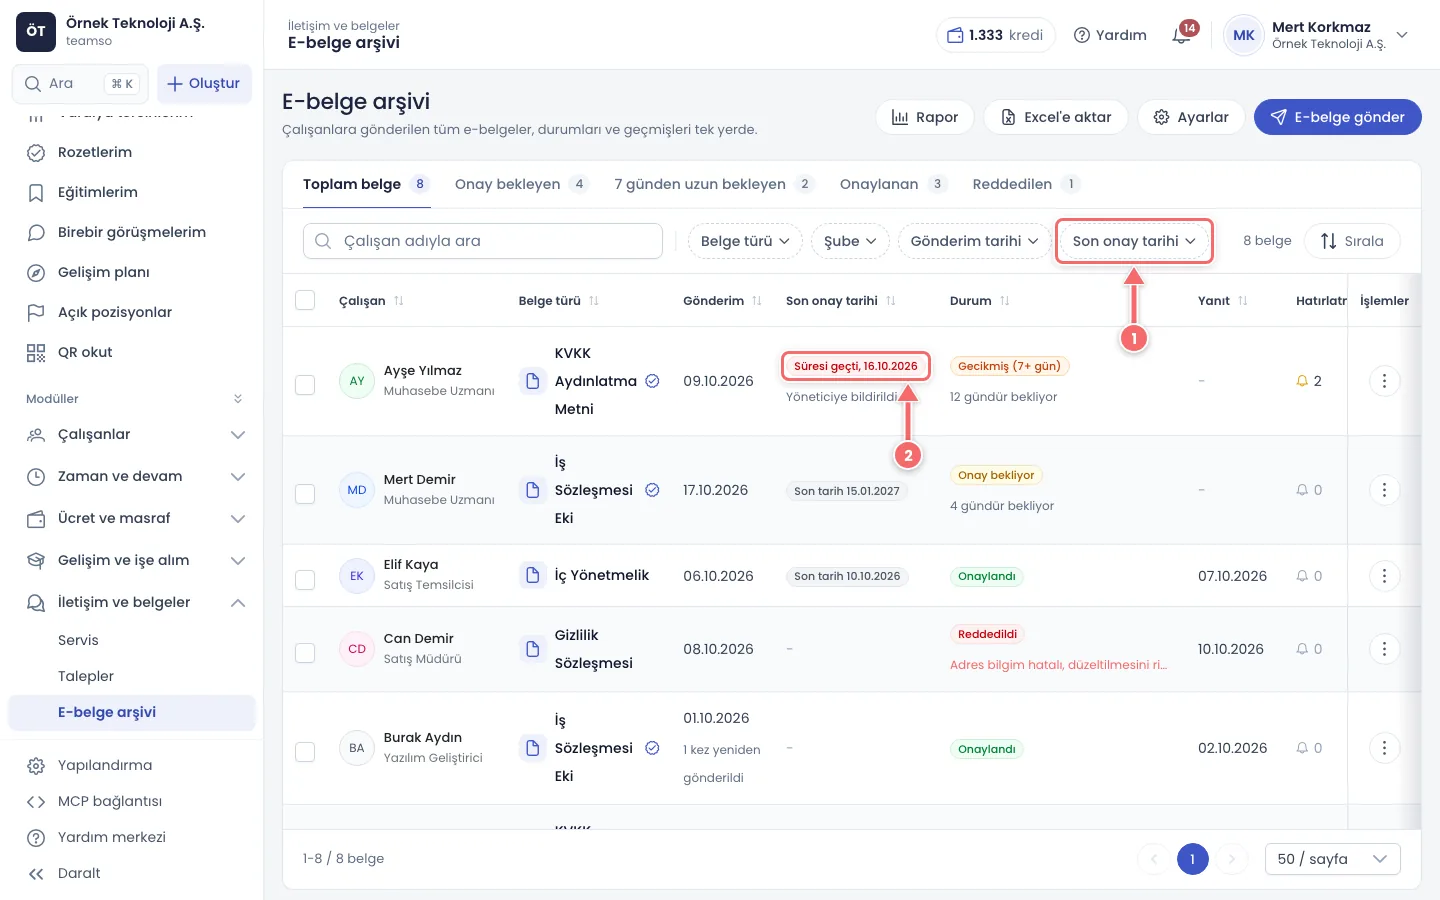 ÖT
Örnek Teknoloji A.Ş.
teamso
Ara
⌘ K
Oluştur
Rozetlerim
Eğitimlerim
Birebir görüşmelerim
Gelişim planı
Açık pozisyonlar
QR okut
Modüller
Çalışanlar
Zaman ve devam
Ücret ve masraf
Gelişim ve işe alım
İletişim ve belgeler
Servis
Talepler
E-belge arşivi
Yapılandırma
MCP bağlantısı
Yardım merkezi
Daralt
İletişim ve belgeler
E-belge arşivi
1.333 kredi
Yardım
14
MK
Mert Korkmaz
Örnek Teknoloji A.Ş.
E-belge arşivi
Çalışanlara gönderilen tüm e-belgeler, durumları ve geçmişleri tek yerde.
Rapor
Excel'e aktar
Ayarlar
E-belge gönder
Toplam belge 8
Onay bekleyen 4
7 günden uzun bekleyen 2
Onaylanan 3
Reddedilen 1
Çalışan adıyla ara
Belge türü
Şube
Gönderim tarihi
Son onay tarihi
8 belge
Sırala
Çalışan
Belge türü
Gönderim
Son onay tarihi
Durum
Yanıt
Hatırlatm
İşlemler
1
AY
Ayşe Yılmaz
Muhasebe Uzmanı
KVKK
Aydınlatma
Metni
09.10.2026
Süresi geçti, 16.10.2026
Yöneticiye bildirildi
Gecikmiş (7+ gün)
12 gündür bekliyor
-
2
2
MD
Mert Demir
Muhasebe Uzmanı
İş
Sözleşmesi
Eki
17.10.2026
Son tarih 15.01.2027
Onay bekliyor
4 gündür bekliyor
-
0
EK
Elif Kaya
Satış Temsilcisi
İç Yönetmelik
06.10.2026
Son tarih 10.10.2026
Onaylandı
07.10.2026
0
CD
Can Demir
Satış Müdürü
Gizlilik
Sözleşmesi
08.10.2026
-
Reddedildi
Adres bilgim hatalı, düzeltilmesini ri...
10.10.2026
0
BA
Burak Aydın
Yazılım Geliştirici
İş
Sözleşmesi
Eki
01.10.2026
1 kez yeniden
gönderildi
-
Onaylandı
02.10.2026
0
KVKK
1-8 / 8 belge
1
50 / sayfa